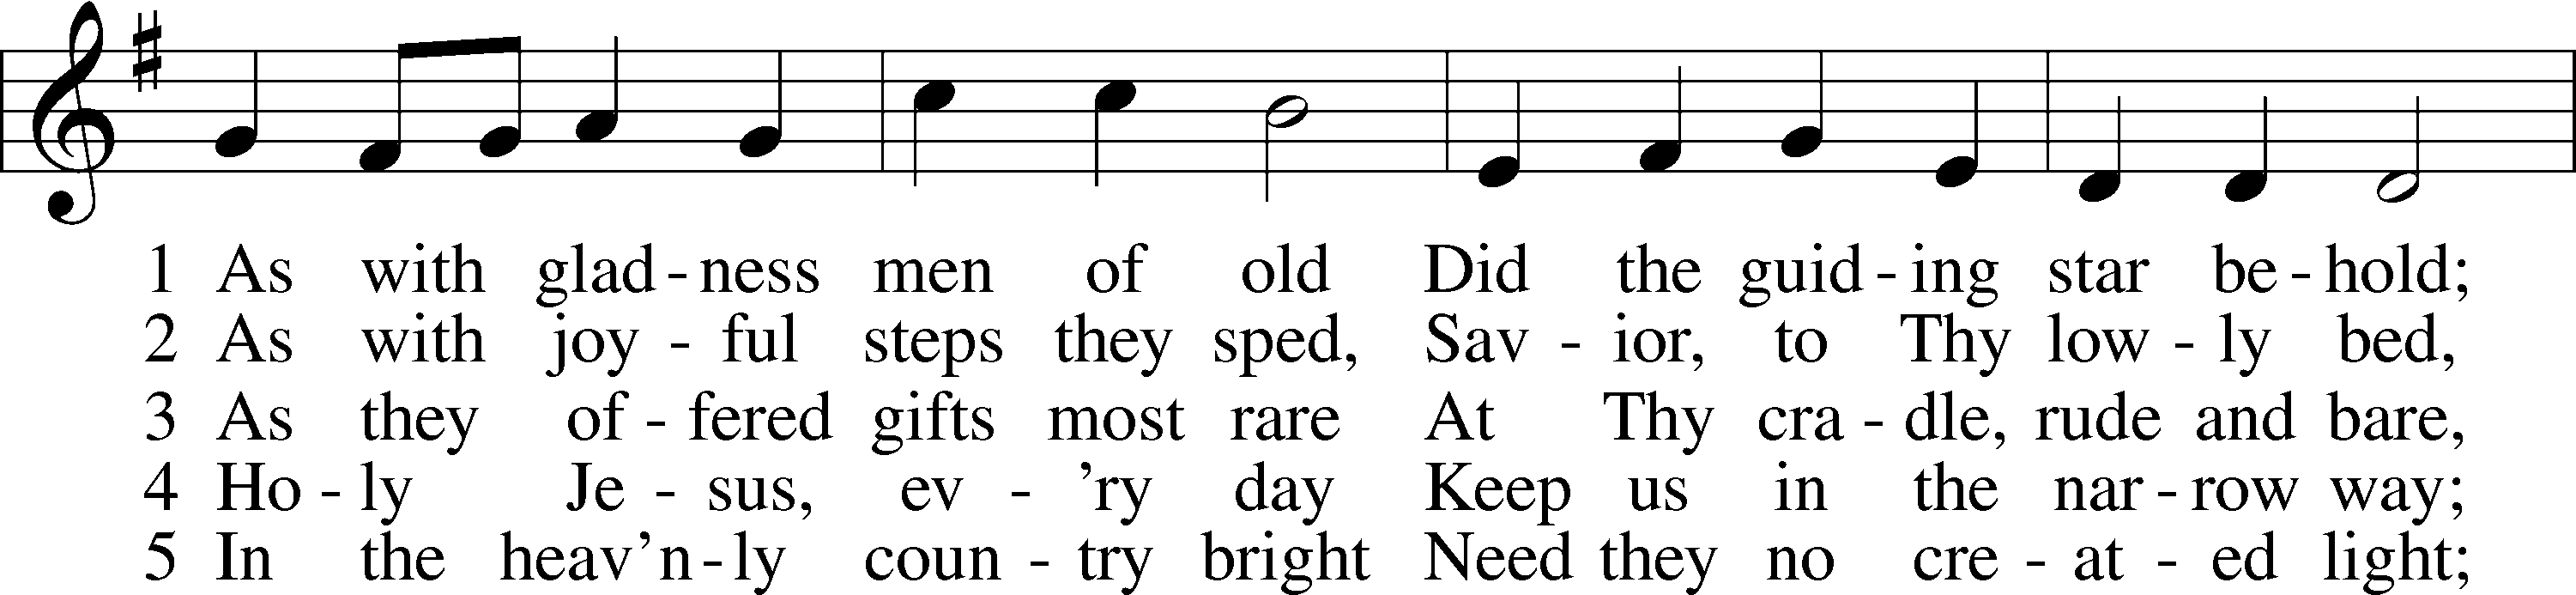 1 As with glad - ness men of old Did the guid - ing star be - hold;
2 As with joy - ful steps they sped, Sav - ior, to Thy low - ly bed,
3 As they of - fered gifts most rare At Thy cra - dle, rude and bare,
4 Ho - ly Je - sus, ev - 'ry day Keep us in the nar - row way;
5 In the heav'n - ly coun - try bright Need they no cre - at - ed light;